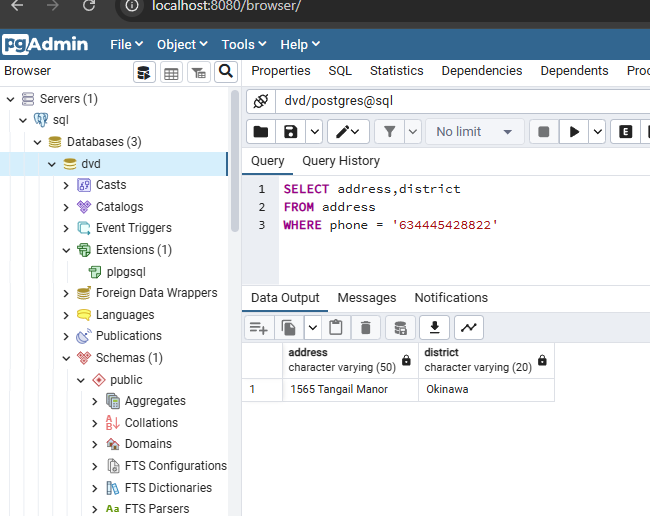 localhost:8080/browser/
pgAdmin File Object Tools Help
Browser
Properties SQL Statistics Dependencies Dependents Proc
Servers (1)
sql
Databases (3)
dvd
Casts
Catalogs
Event Triggers
Extensions (1)
plpgsql
Foreign Data Wrappers
Languages
Publications
Schemas (1)
public
Aggregates
Collations
Domains
FTS Configurations
FTS Dictionaries
Aa FTS Parsers
dvd/postgres@sql
No limit
E
Query Query History
1 SELECT address,district
2 FROM address
3 WHERE phone = '634445428822'
Data Output Messages Notifications
address district
character varying (50) character varying (20)
1 1565 Tangail Manor Okinawa